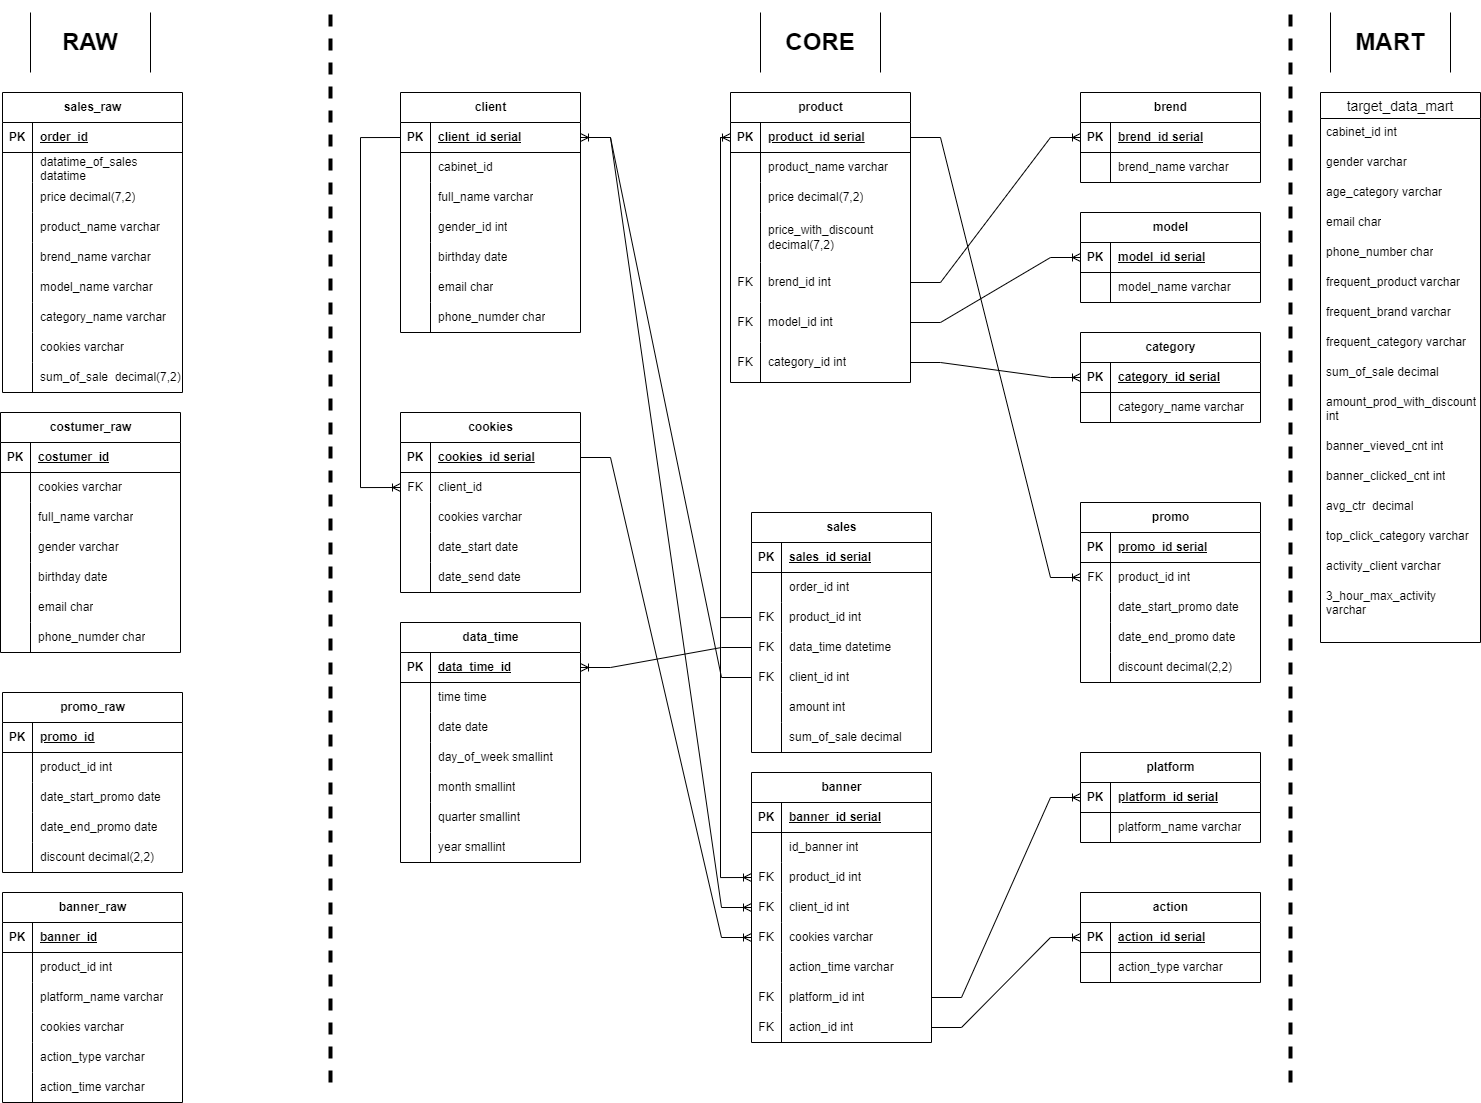 RAW
CORE
MART
sales_raw
PK order_id
datatime_of_sales
datatime
price decimal(7,2)
product_name varchar
brend_name varchar
model_name varchar
category_name varchar
cookies varchar
sum_of_sale decimal(7,2)
costumer_raw
PK costumer_id
cookies varchar
full_name varchar
gender varchar
birthday date
email char
phone_numder char
promo_raw
PK promo_id
product_id int
date_start_promo date
date_end_promo date
discount decimal(2,2)
banner_raw
PK banner_id
product_id int
platform_name varchar
cookies varchar
action_type varchar
action_time varchar
client
PK client_id serial
cabinet_id
full_name varchar
gender_id int
birthday date
email char
phone_numder char
cookies
PK cookies_id serial
FK client_id
cookies varchar
date_start date
date_send date
data_time
PK data_time_id
time time
date date
day_of_week smallint
month smallint
quarter smallint
year smallint
product
PK product_id serial
product_name varchar
price decimal(7,2)
price_with_discount
decimal(7,2)
FK brend_id int
FK model_id int
FK category_id int
sales
PK sales_id serial
order_id int
FK product_id int
FK data_time datetime
FK client_id int
amount int
sum_of_sale decimal
banner
PK banner_id serial
id_banner int
FK product_id int
FK client_id int
FK cookies varchar
action_time varchar
FK platform_id int
FK action_id int
brend
PK brend_id serial
brend_name varchar
model
PK model_id serial
model_name varchar
category
PK category_id serial
category_name varchar
promo
PK promo_id serial
FK product_id int
date_start_promo date
date_end_promo date
discount decimal(2,2)
platform
PK platform_id serial
platform_name varchar
action
PK action_id serial
action_type varchar
target_data_mart
cabinet_id int
gender varchar
age_category varchar
email char
phone_number char
frequent_product varchar
frequent_brand varchar
frequent_category varchar
sum_of_sale decimal
amount_prod_with_discount
int
banner_vieved_cnt int
banner_clicked_cnt int
avg_ctr decimal
top_click_category varchar
activity_client varchar
3_hour_max_activity
varchar